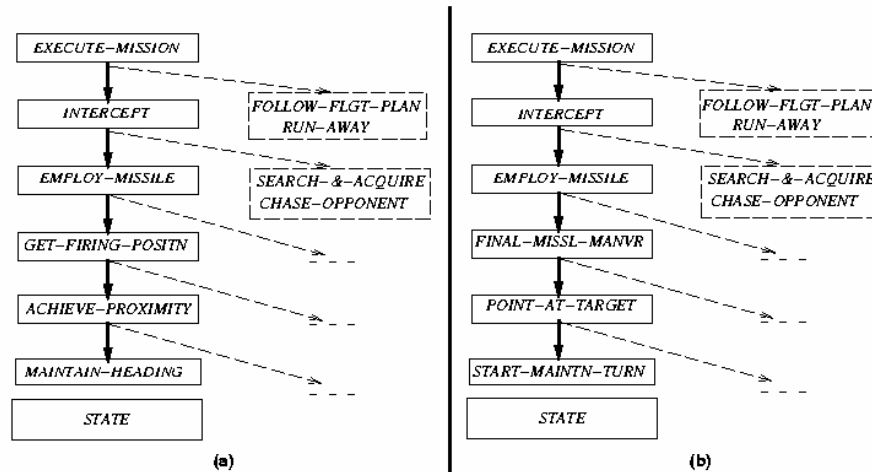 EXECUTE-MISSION
INTERCEPT
FOLLOW-FLGT-PLAN
RUN-AWAY
EMPLOY-MISSILE
SEARCH-&-ACQUIRE
CHASE-OPPONENT
GET-FIRING-POSITN
ACHIEVE-PROXIMITY
MAINTAIN-HEADING
STATE
(a)
EXECUTE-MISSION
INTERCEPT
FOLLOW-FLGT-PLAN
RUN-AWAY
EMPLOY-MISSILE
SEARCH-&-ACQUIRE
CHASE-OPPONENT
FINAL-MISSL-MANVR
POINT-AT-TARGET
START-MAINTN-TURN
STATE
(b)